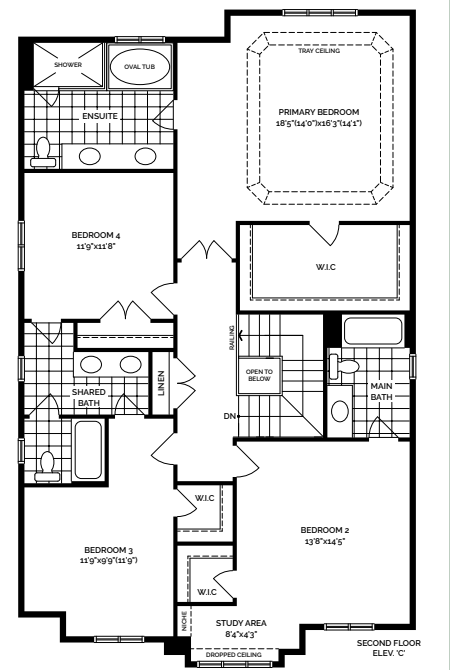 SHOWER
OVAL TUB
TRAY CEILING
ENSUITE
PRIMARY BEDROOM
18'5"(14'0")x16'3"(14'1")
BEDROOM 4
11'9"x11'8"
W.I.C
RAILING
OPEN TO
BELOW
DN
LINEN
SHARED
BATH
MAIN
BATH
W.I.C
BEDROOM 2
13'8"x14'5"
BEDROOM 3
11'9"x9'9"(11'9")
W.I.C
NICHE
STUDY AREA
8'4"x4'3"
DROPPED CEILING
SECOND FLOOR
ELEV. 'C'